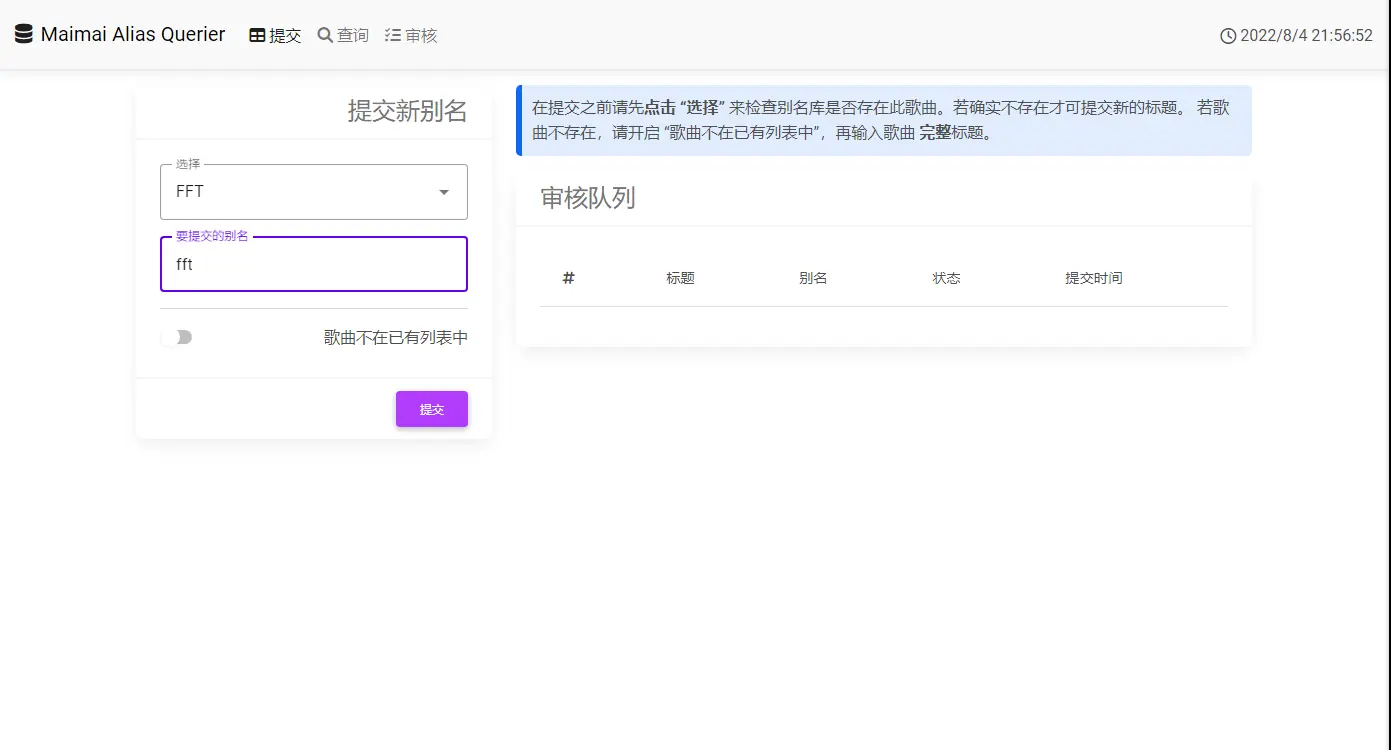 Maimai Alias Querier 提交 查询 审核 2022/8/4 21:56:52
提交新别名
选择
FFT
要提交的别名
fft
歌曲不在已有列表中
提交
在提交之前请先点击 “选择” 来检查别名库是否存在此歌曲。若确实不存在才可提交新的标题。 若歌
曲不存在，请开启 “歌曲不在已有列表中”，再输入歌曲 完整标题。
审核队列
# 标题 别名 状态 提交时间